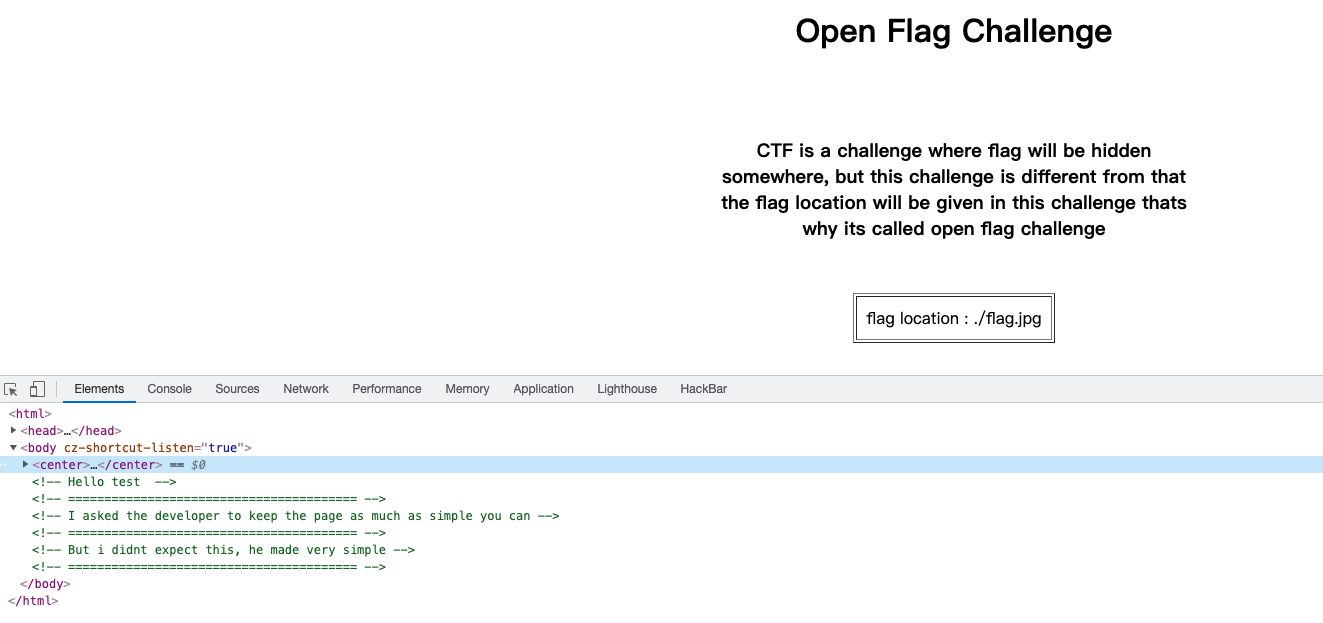 Open Flag Challenge
CTF is a challenge where flag will be hidden
somewhere, but this challenge is different from that
the flag location will be given in this challenge thats
why its called open flag challenge
flag location : ./flag.jpg
Elements Console Sources Network Performance Memory Application Lighthouse HackBar
<html>
<head>…</head>
<body cz-shortcut-listen="true">
<center>…</center> == $0
<!-- Hello test  -->
<!-- ======================================== -->
<!-- I asked the developer to keep the page as much as simple you can -->
<!-- ======================================== -->
<!-- But i didnt expect this, he made very simple -->
<!-- ======================================== -->
</body>
</html>